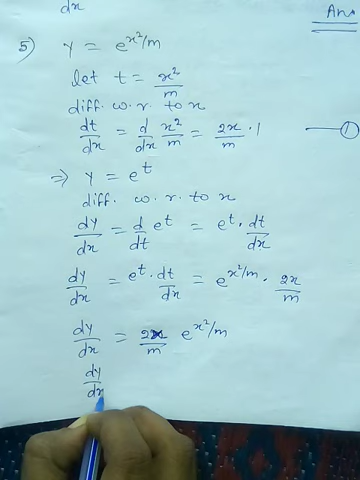 dx
Ans
5) y = e^{x²/m}
let t = x²/m
diff. w. r. to x
dt/dx = d/dx x²/m = 2x/m · 1 —①
=> y = e^t
diff. w. r. to x
dy/dx = d/dt e^t = e^t · dt/dx
dy/dx = e^t · dt/dx = e^{x²/m} · 2x/m
dy/dx = 2x/m e^{x²/m}
dy/dx